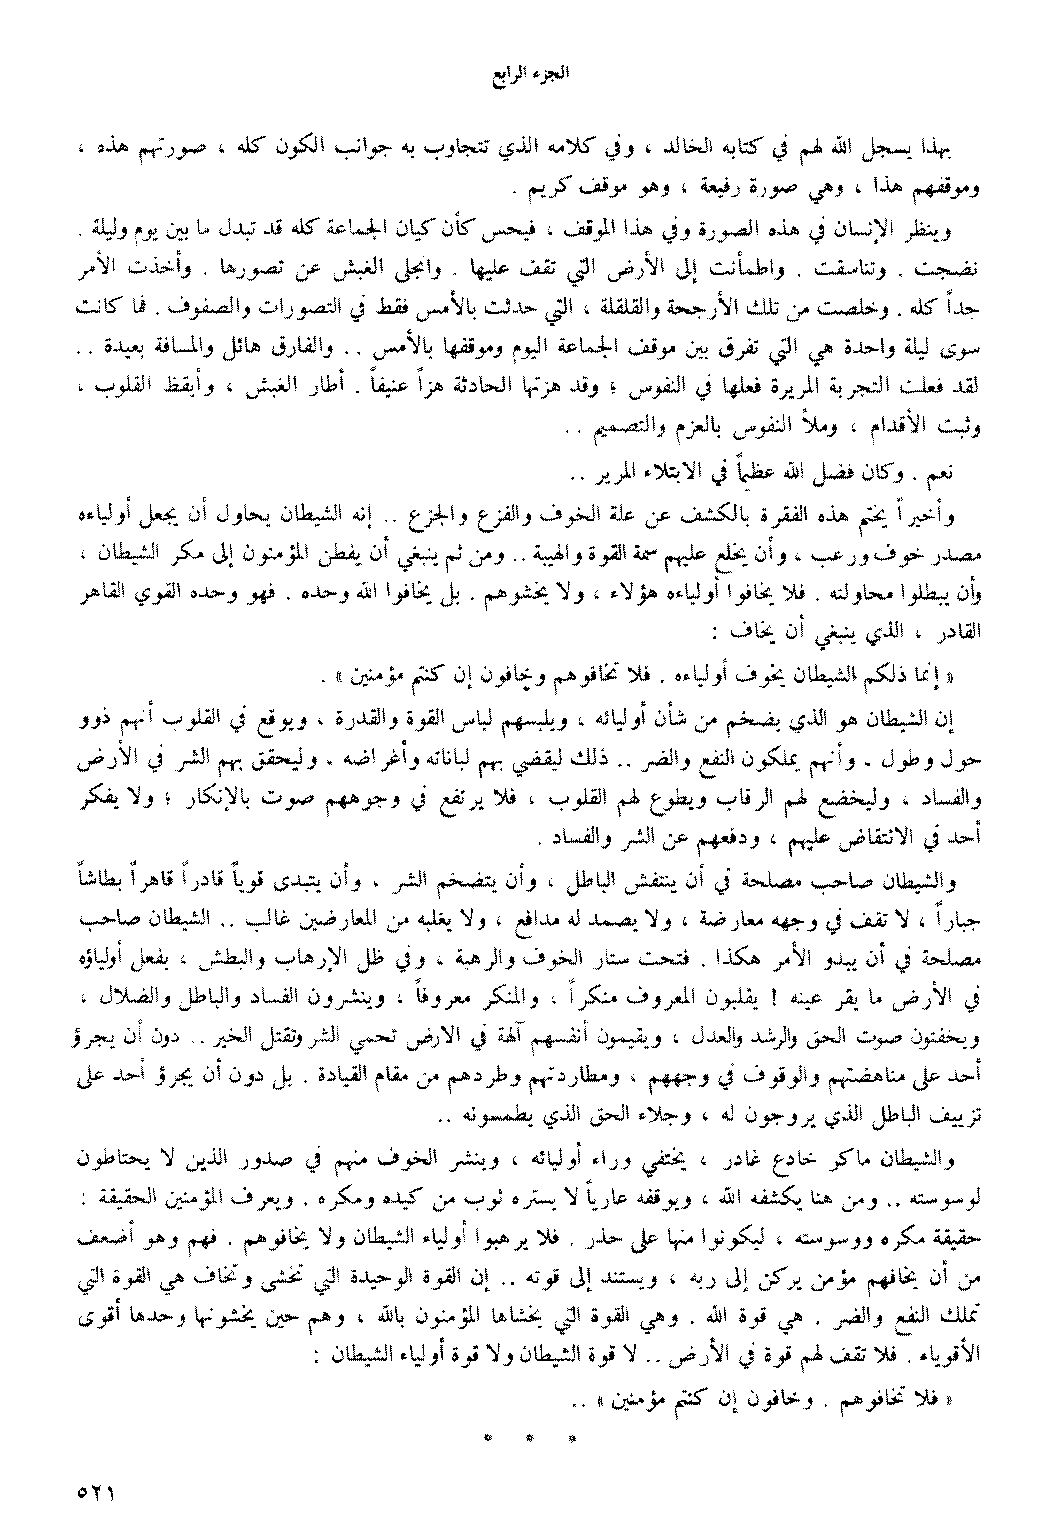 الجزء الرابع
بهذا يسجل الله لهم في كتابه الخالد ، وفي كلامه الذي تتجاوب به جوانب الكون كله ، صورتهم هذه ،
وموقفهم هذا ، وهي صورة رفيعة ، وهو موقف كريم .
وينظر الإنسان في هذه الصورة وفي هذا الموقف ، فيحس كأن كيان الجماعة كله قد تبدل ما بين يوم وليلة .
نضجت . وتناسقت . واطمأنت إلى الأرض التي تقف عليها . وانجلى الغبش عن تصورها . وأخذت الأمر
جداً كله . وخلصت من تلك الأرجحة والقلقلة ، التي حدثت بالأمس فقط في التصورات والصفوف . فما كانت
سوى ليلة واحدة هي التي تفرق بين موقف الجماعة اليوم وموقفها بالأمس .. والفارق هائل والمسافة بعيدة ..
لقد فعلت التجربة المريرة فعلها في النفوس ؛ وقد هزتها الحادثة هزاً عنيفاً . أطار الغبش ، وأيقظ القلوب ،
وثبت الأقدام ، وملأ النفوس بالعزم والتصميم ..
نعم . وكان فضل الله عظيماً في الابتلاء المرير ..
وأخيراً يختم هذه الفقرة بالكشف عن علة الخوف والفزع والجزع .. إنه الشيطان يحاول أن يجعل أولياءه
مصدر خوف ورعب ، وأن يخلع عليهم سمة القوة والهيبة .. ومن ثم ينبغي أن يفطن المؤمنون إلى مكر الشيطان ،
وأن يبطلوا محاولته . فلا يخافوا أولياءه هؤلاء ، ولا يخشوهم . بل يخافوا الله وحده . فهو وحده القوي القاهر
القادر ، الذي ينبغي أن يخاف :
« إنما ذلكم الشيطان يخوف أولياءه . فلا تخافوهم وخافون إن كنتم مؤمنين » .
إن الشيطان هو الذي يضخم من شأن أوليائه ، ويلبسهم لباس القوة والقدرة ، ويوقع في القلوب أنهم ذوو
حول وطول . وأنهم يملكون النفع والضر .. ذلك ليقضي بهم لباناته وأغراضه . وليحقق بهم الشر في الأرض
والفساد ، وليخضع لهم الرقاب ويطوع لهم القلوب ، فلا يرتفع في وجوههم صوت بالإنكار ؛ ولا يفكر
أحد في الانتقاض عليهم ، ودفعهم عن الشر والفساد .
والشيطان صاحب مصلحة في أن ينتفش الباطل ، وأن يتضخم الشر ، وأن يتبدى قوياً قادراً قاهراً بطاشاً
جباراً ، لا تقف في وجهه معارضة ، ولا يصمد له مدافع ، ولا يغلبه من المعارضين غالب .. الشيطان صاحب
مصلحة في أن يبدو الأمر هكذا . فتحت ستار الخوف والرهبة ، وفي ظل الإرهاب والبطش ، يفعل أولياؤه
في الأرض ما يقر عينه ! يقلبون المعروف منكراً ، والمنكر معروفاً ، وينشرون الفساد والباطل والضلال ،
ويخفتون صوت الحق والرشد والعدل ، ويقيمون أنفسهم آلهة في الارض تحمي الشر وتقتل الخير .. دون أن يجرؤ
أحد على مناهضتهم والوقوف في وجههم ، ومطاردتهم وطردهم من مقام القيادة . بل دون أن يجرؤ أحد على
تزييف الباطل الذي يروجون له ، وجلاء الحق الذي يطمسونه ..
والشيطان ماكر خادع غادر ، يختفي وراء أوليائه ، وينشر الخوف منهم في صدور الذين لا يحتاطون
لوسوسته .. ومن هنا يكشفه الله ، ويوقفه عارياً لا يستره ثوب من كيده ومكره . ويعرف المؤمنين الحقيقة :
حقيقة مكره ووسوسته ، ليكونوا منها على حذر . فلا يرهبوا أولياء الشيطان ولا يخافوهم . فهم وهو أضعف
من أن يخافهم مؤمن يركن إلى ربه ، ويستند إلى قوته .. إن القوة الوحيدة التي تخشى وتخاف هي القوة التي
تملك النفع والضر . هي قوة الله . وهي القوة التي يخشاها المؤمنون بالله ، وهم حين يخشونها وحدها أقوى
الأقوياء . فلا تقف لهم قوة في الأرض .. لا قوة الشيطان ولا قوة أولياء الشيطان :
« فلا تخافوهم . وخافون إن كنتم مؤمنين » ..
* * *
٥٢١